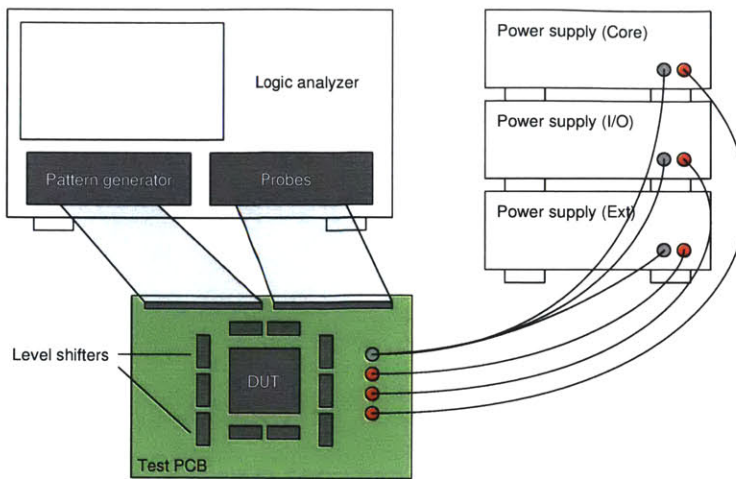 Power supply (Core)
Logic analyzer
Power supply (I/O)
Pattern generator
Probes
Power supply (Ext)
Level shifters
DUT
Test PCB